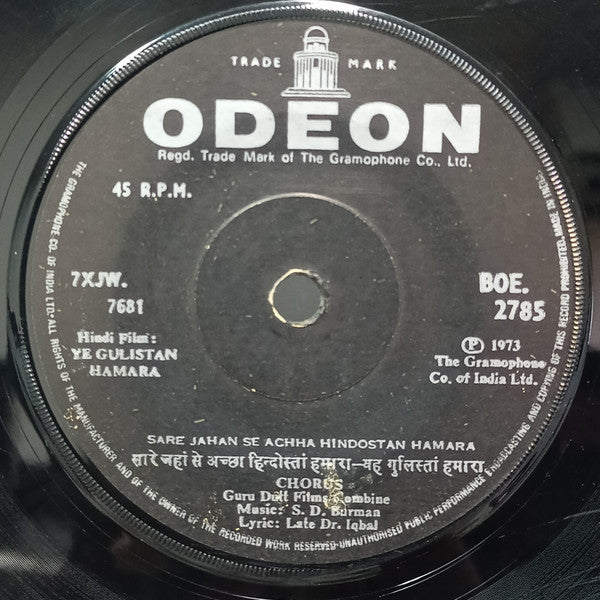 TRADE MARK
ODEON
Regd. Trade Mark of The Gramophone Co., Ltd.
45 R.P.M.
7XJW.
7681
BOE.
2785
Hindi Film:
YE GULISTAN
HAMARA
Ⓟ 1973
The Gramophone
Co. of India Ltd.
SARE JAHAN SE ACHHA HINDOSTAN HAMARA
सारे जहां से अच्छा हिन्दोस्तां हमारा—यह गुलिस्तां हमारा
CHORUS
Guru Dutt Films Combine
Music: S. D. Burman
Lyric: Late Dr. Iqbal
THE GRAMOPHONE CO. OF INDIA LTD-ALL RIGHTS OF THE MANUFACTURER AND OF THE OWNER OF THE RECORDED WORK RESERVED-UNAUTHORISED PUBLIC PERFORMANCE BROADCASTING AND COPYING OF THIS RECORD PROHIBITED. MADE IN INDIA